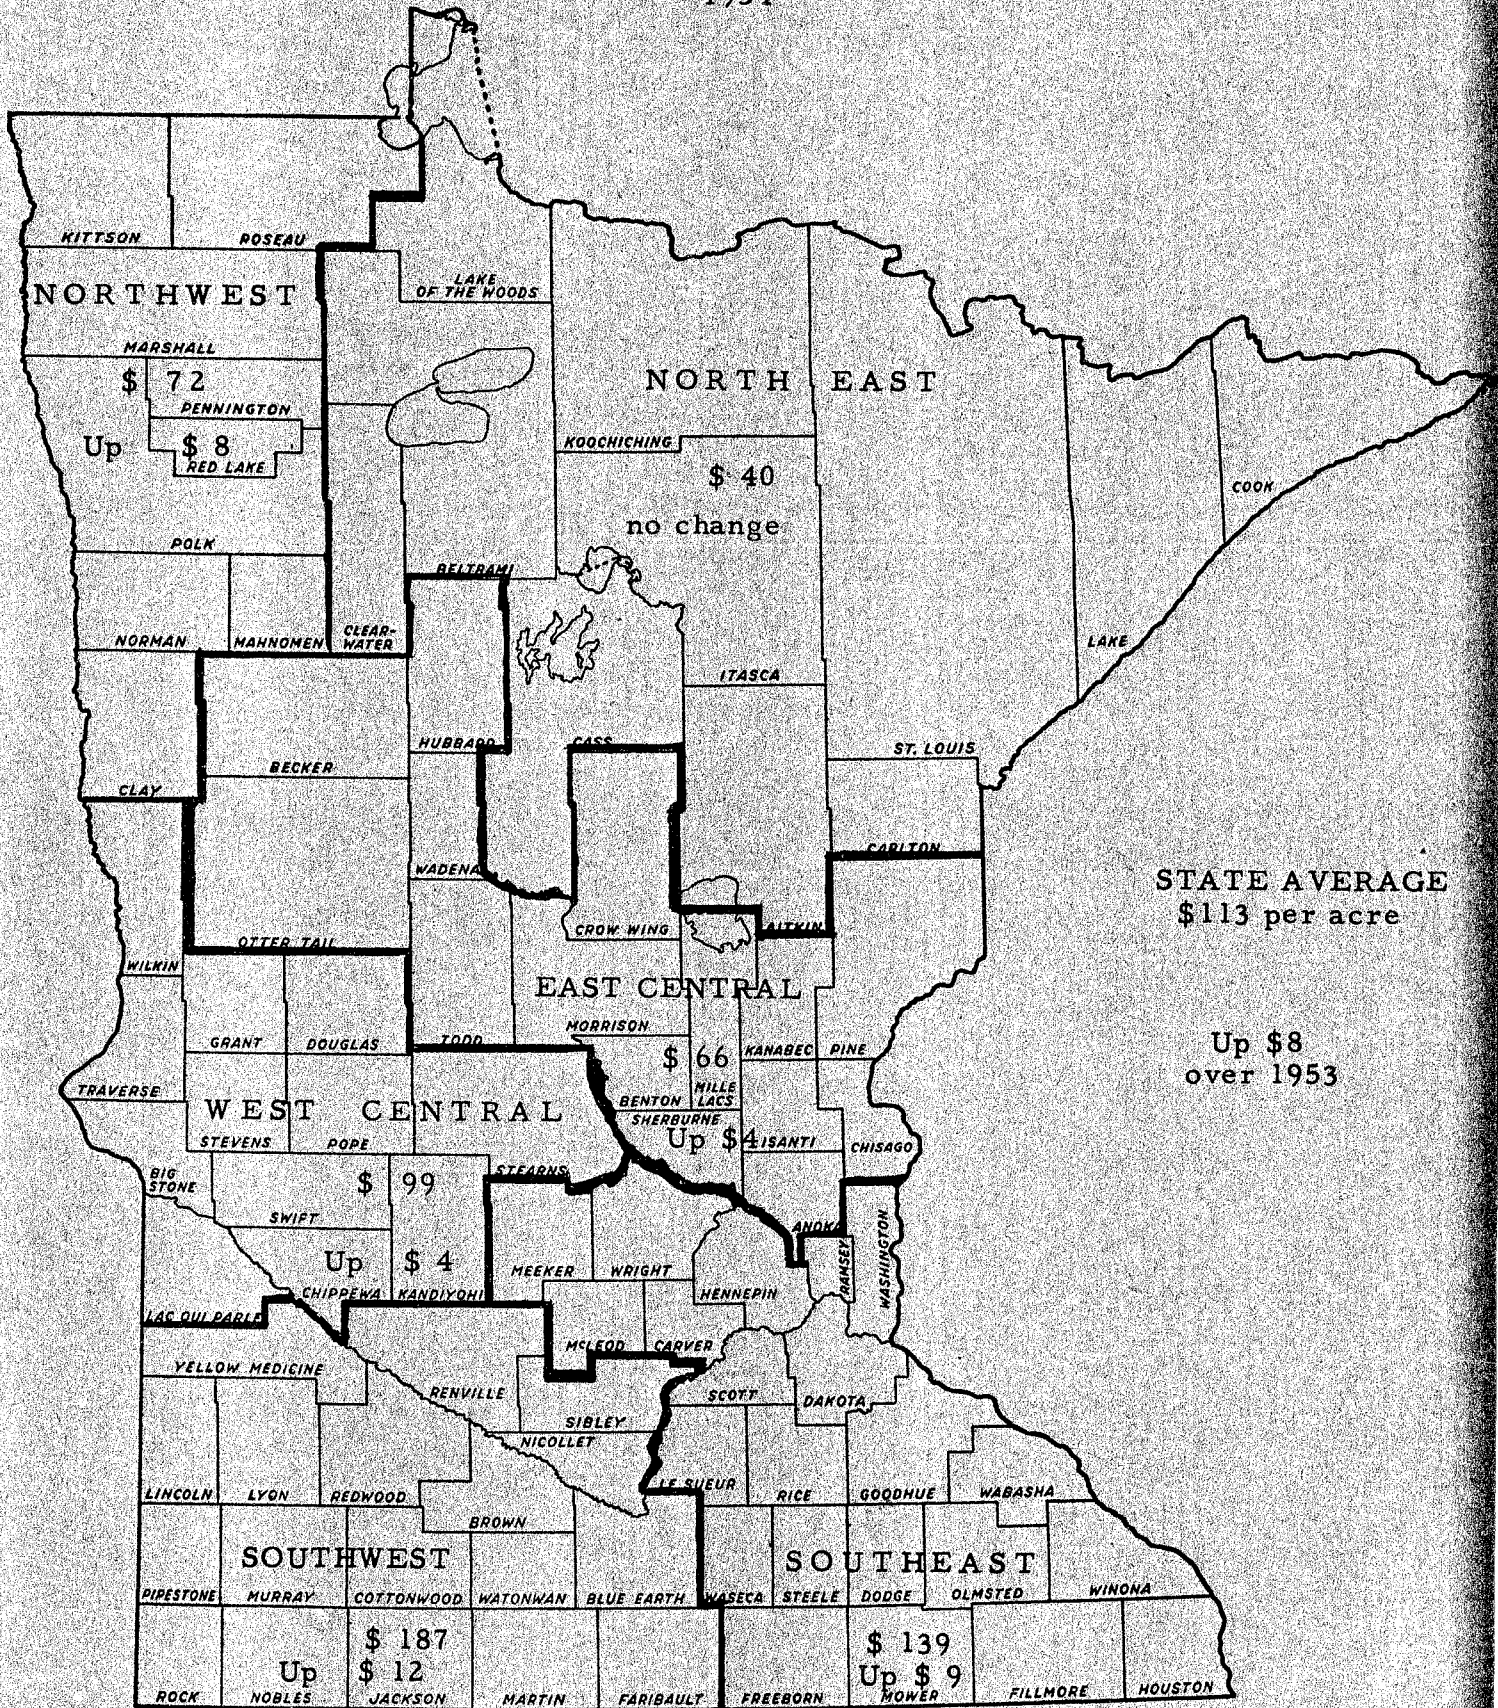 1954
KITTSON
ROSEAU
LAKE
OF THE WOODS
NORTHWEST
MARSHALL
$ 72
PENNINGTON
Up $ 8
RED LAKE
NORTH EAST
KOOCHICHING
$ 40
no change
COOK
POLK
BELTRAMI
NORMAN
MAHNOMEN
CLEAR-
WATER
LAKE
ITASCA
HUBBARD
CASS
ST. LOUIS
BECKER
CLAY
WADENA
CARLTON
STATE AVERAGE
$113 per acre
CROW WING
AITKIN
OTTER TAIL
WILKIN
EAST CENTRAL
MORRISON
GRANT
DOUGLAS
TODD
KANABEC
PINE
$ 66
Up $8
over 1953
TRAVERSE
BENTON
MILLE
LACS
WEST CENTRAL
SHERBURNE
Up $4
ISANTI
CHISAGO
STEVENS
POPE
BIG
STONE
$ 99
STEARNS
SWIFT
ANOKA
WASHINGTON
RAMSEY
Up $ 4
MEEKER
WRIGHT
CHIPPEWA
KANDIYOHI
HENNEPIN
LAC QUI PARLE
McLEOD
CARVER
YELLOW MEDICINE
RENVILLE
SCOTT
DAKOTA
SIBLEY
NICOLLET
LINCOLN
LYON
REDWOOD
LE SUEUR
RICE
GOODHUE
WABASHA
BROWN
SOUTHWEST
SOUTHEAST
PIPESTONE
MURRAY
COTTONWOOD
WATONWAN
BLUE EARTH
WASECA
STEELE
DODGE
OLMSTED
WINONA
$ 187
Up $ 12
$ 139
Up $ 9
ROCK
NOBLES
JACKSON
MARTIN
FARIBAULT
FREEBORN
MOWER
FILLMORE
HOUSTON